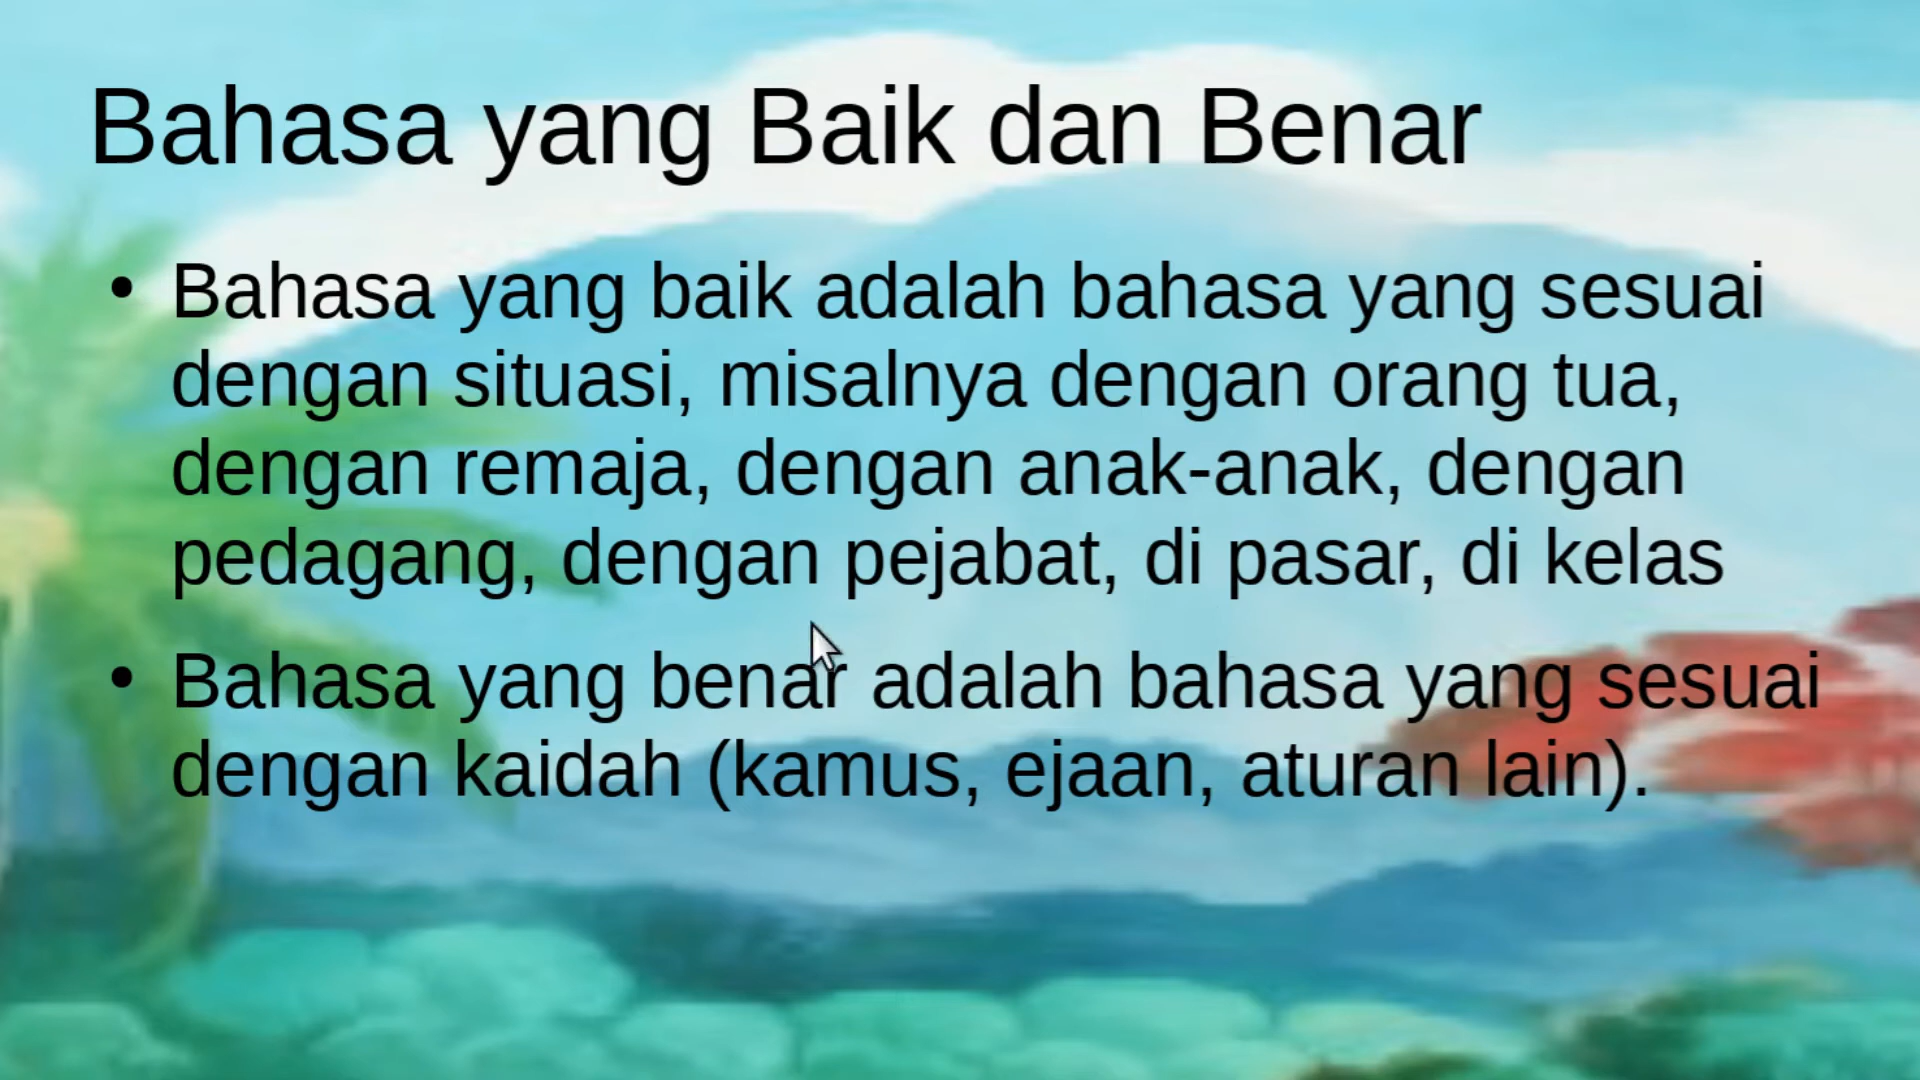 Bahasa yang Baik dan Benar
• Bahasa yang baik adalah bahasa yang sesuai
dengan situasi, misalnya dengan orang tua,
dengan remaja, dengan anak-anak, dengan
pedagang, dengan pejabat, di pasar, di kelas
• Bahasa yang benar adalah bahasa yang sesuai
dengan kaidah (kamus, ejaan, aturan lain).